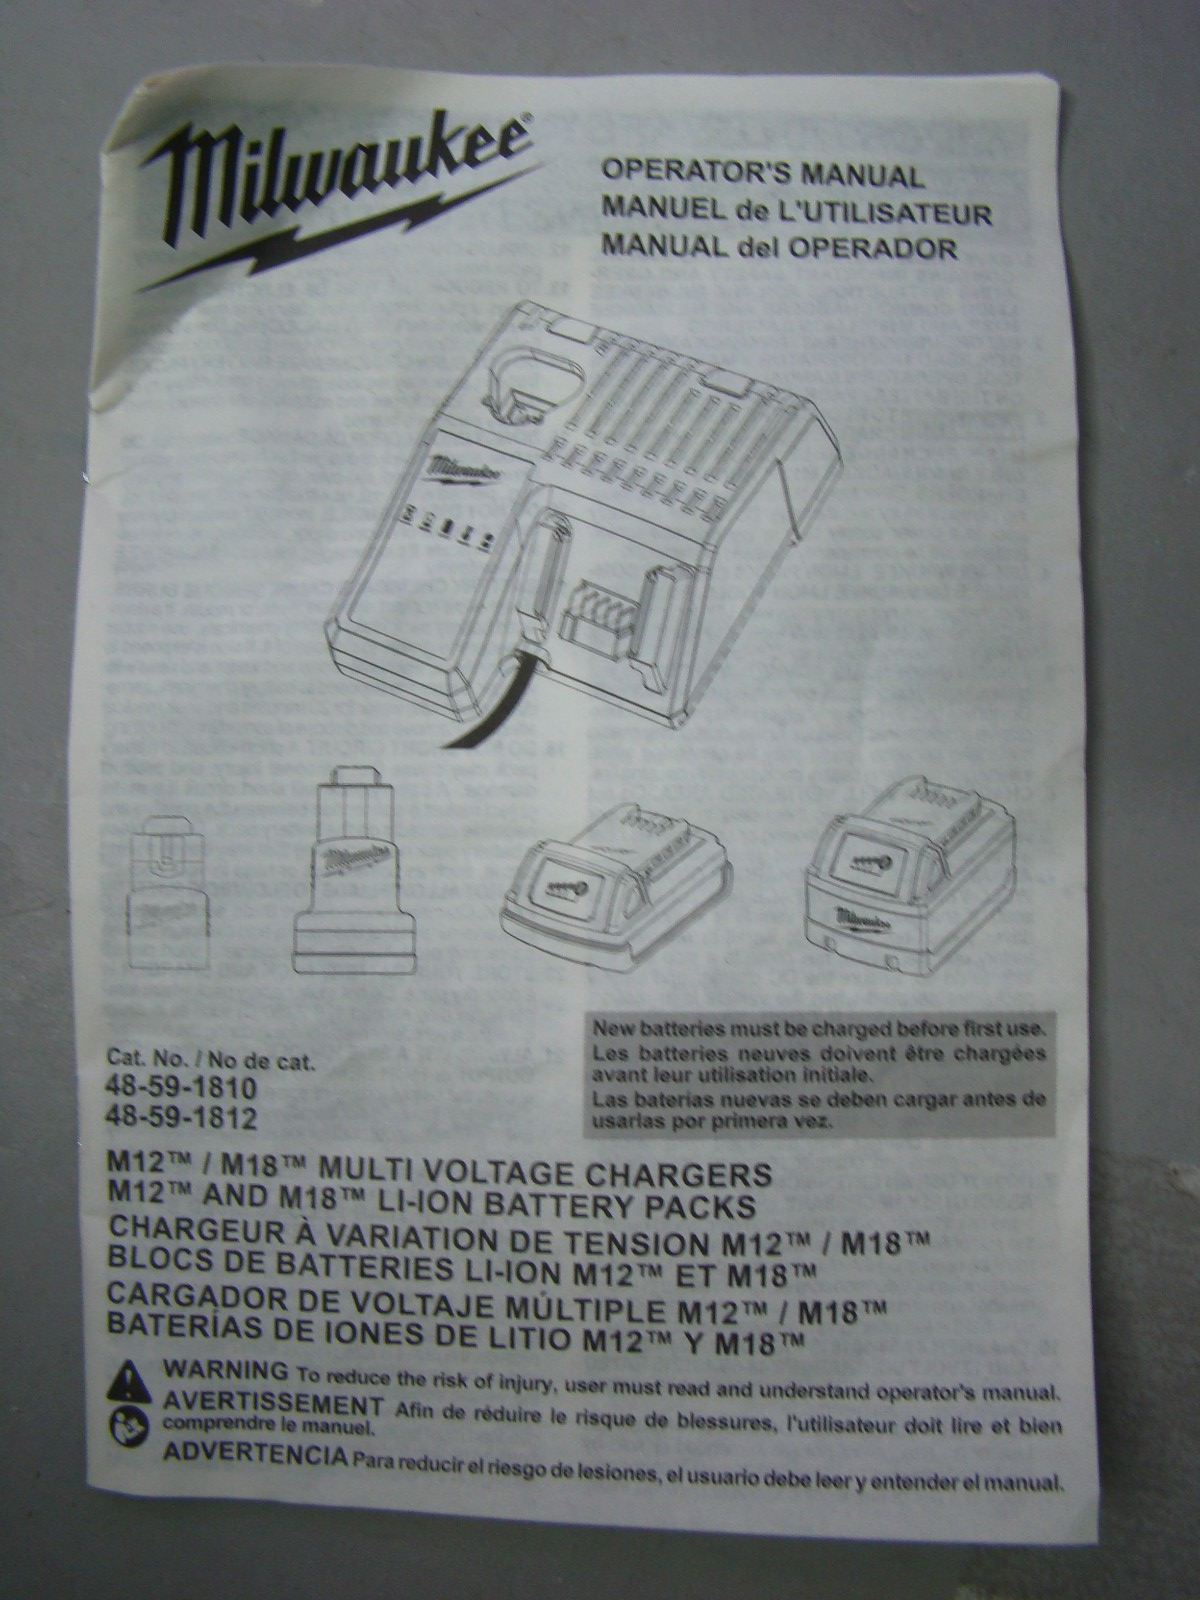 Milwaukee®
OPERATOR'S MANUAL
MANUEL de L'UTILISATEUR
MANUAL del OPERADOR
Milwaukee
Milwaukee
Milwaukee
New batteries must be charged before first use.
Les batteries neuves doivent être chargées
avant leur utilisation initiale.
Las baterias nuevas se deben cargar antes de
usarlas por primera vez.
Cat. No. / No de cat.
48-59-1810
48-59-1812
M12™ / M18™ MULTI VOLTAGE CHARGERS
M12™ AND M18™ LI-ION BATTERY PACKS
CHARGEUR À VARIATION DE TENSION M12™ / M18™
BLOCS DE BATTERIES LI-ION M12™ ET M18™
CARGADOR DE VOLTAJE MÚLTIPLE M12™ / M18™
BATERÍAS DE IONES DE LITIO M12™ Y M18™
WARNING To reduce the risk of injury, user must read and understand operator's manual.
AVERTISSEMENT Afin de réduire le risque de blessures, l'utilisateur doit lire et bien
comprendre le manuel.
ADVERTENCIA Para reducir el riesgo de lesiones, el usuario debe leer y entender el manual.